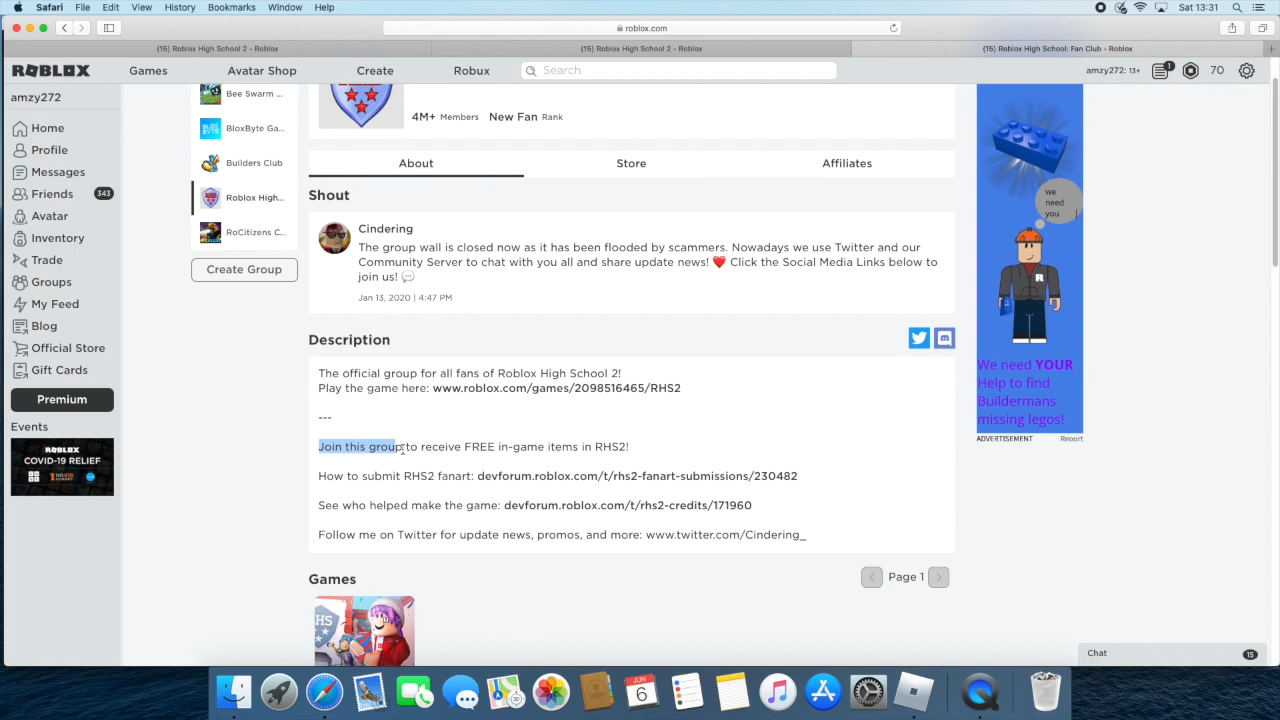 Safari File Edit View History Bookmarks Window Help Sat 13:31
roblox.com
(15) Roblox High School 2 - Roblox (15) Roblox High School 2 - Roblox (15) Roblox High School: Fan Club - Roblox
ROBLOX Games Avatar Shop Create Robux Search amzy272: 13+ 1 70
amzy272
Home
Profile
Messages
Friends 343
Avatar
Inventory
Trade
Groups
My Feed
Blog
Official Store
Gift Cards
Premium
Events
ROBLOX
COVID-19 RELIEF
NO KID HUNGRY
Bee Swarm ...
BloxByte Ga...
Builders Club
Roblox High...
RoCitizens C...
Create Group
4M+ Members New Fan Rank
About Store Affiliates
Shout
Cindering
The group wall is closed now as it has been flooded by scammers. Nowadays we use Twitter and our
Community Server to chat with you all and share update news! ❤️ Click the Social Media Links below to
join us! 💬
Jan 13, 2020 | 4:47 PM
Description
The official group for all fans of Roblox High School 2!
Play the game here: www.roblox.com/games/2098516465/RHS2
---
Join this group to receive FREE in-game items in RHS2!
How to submit RHS2 fanart: devforum.roblox.com/t/rhs2-fanart-submissions/230482
See who helped make the game: devforum.roblox.com/t/rhs2-credits/171960
Follow me on Twitter for update news, promos, and more: www.twitter.com/Cindering_
Games
Page 1
HS
we
need
you
R
We need YOUR
Help to find
Buildermans
missing legos!
ADVERTISEMENT Report
Chat 15
JUN
6